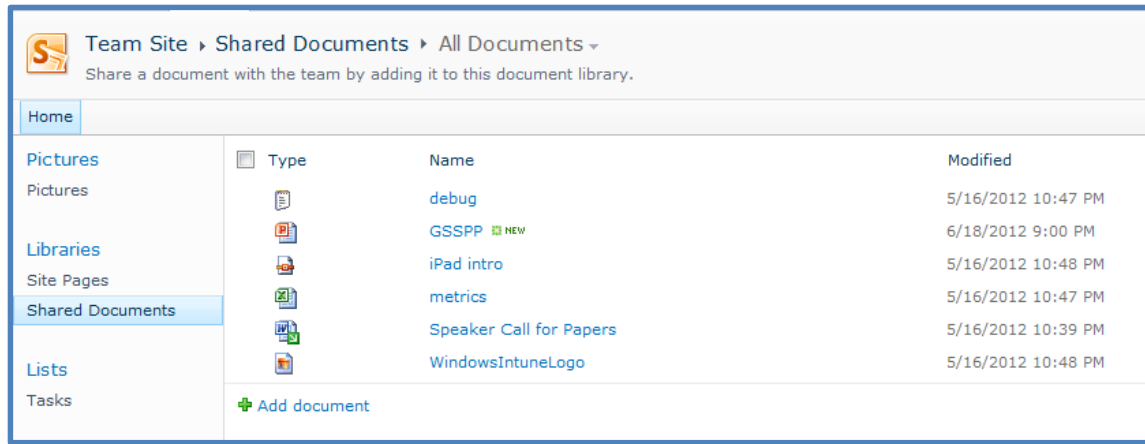 Team Site ▸ Shared Documents ▸ All Documents
Share a document with the team by adding it to this document library.
Home
Pictures
Pictures
Libraries
Site Pages
Shared Documents
Lists
Tasks
Type Name Modified
debug 5/16/2012 10:47 PM
GSSPP NEW 6/18/2012 9:00 PM
iPad intro 5/16/2012 10:48 PM
metrics 5/16/2012 10:47 PM
Speaker Call for Papers 5/16/2012 10:39 PM
WindowsIntuneLogo 5/16/2012 10:48 PM
Add document